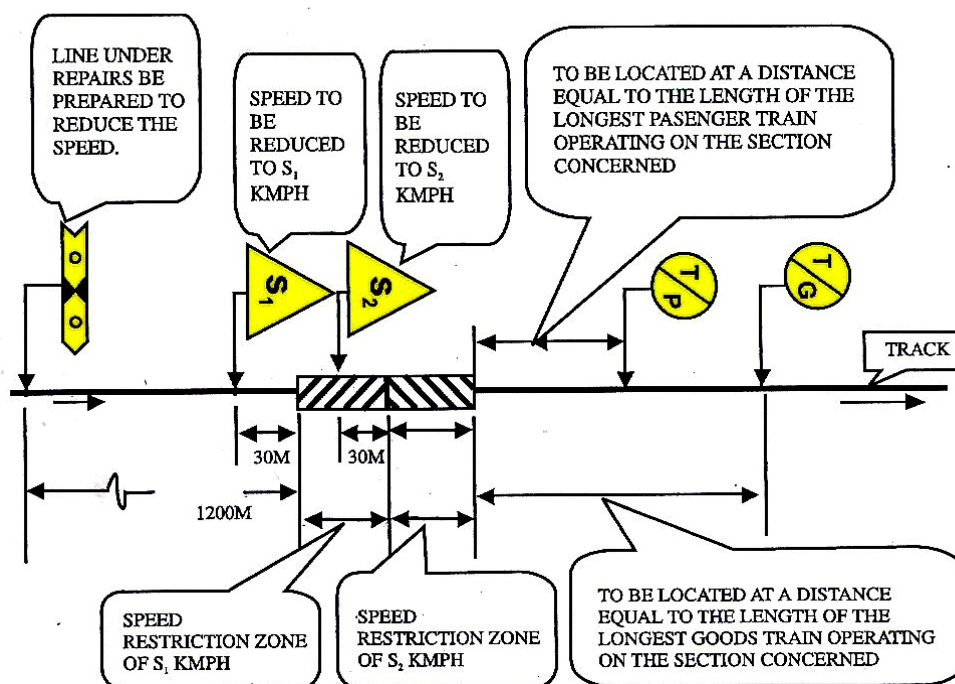 LINE UNDER
REPAIRS BE
PREPARED TO
REDUCE THE
SPEED.
SPEED TO
BE
REDUCED
TO S₁
KMPH
SPEED TO
BE
REDUCED
TO S₂
KMPH
TO BE LOCATED AT A DISTANCE
EQUAL TO THE LENGTH OF THE
LONGEST PASENGER TRAIN
OPERATING ON THE SECTION
CONCERNED
S₁
S₂
T/P
T/G
TRACK
30M
30M
1200M
SPEED
RESTRICTION ZONE
OF S₁ KMPH
SPEED
RESTRICTION ZONE
OF S₂ KMPH
TO BE LOCATED AT A DISTANCE
EQUAL TO THE LENGTH OF THE
LONGEST GOODS TRAIN OPERATING
ON THE SECTION CONCERNED